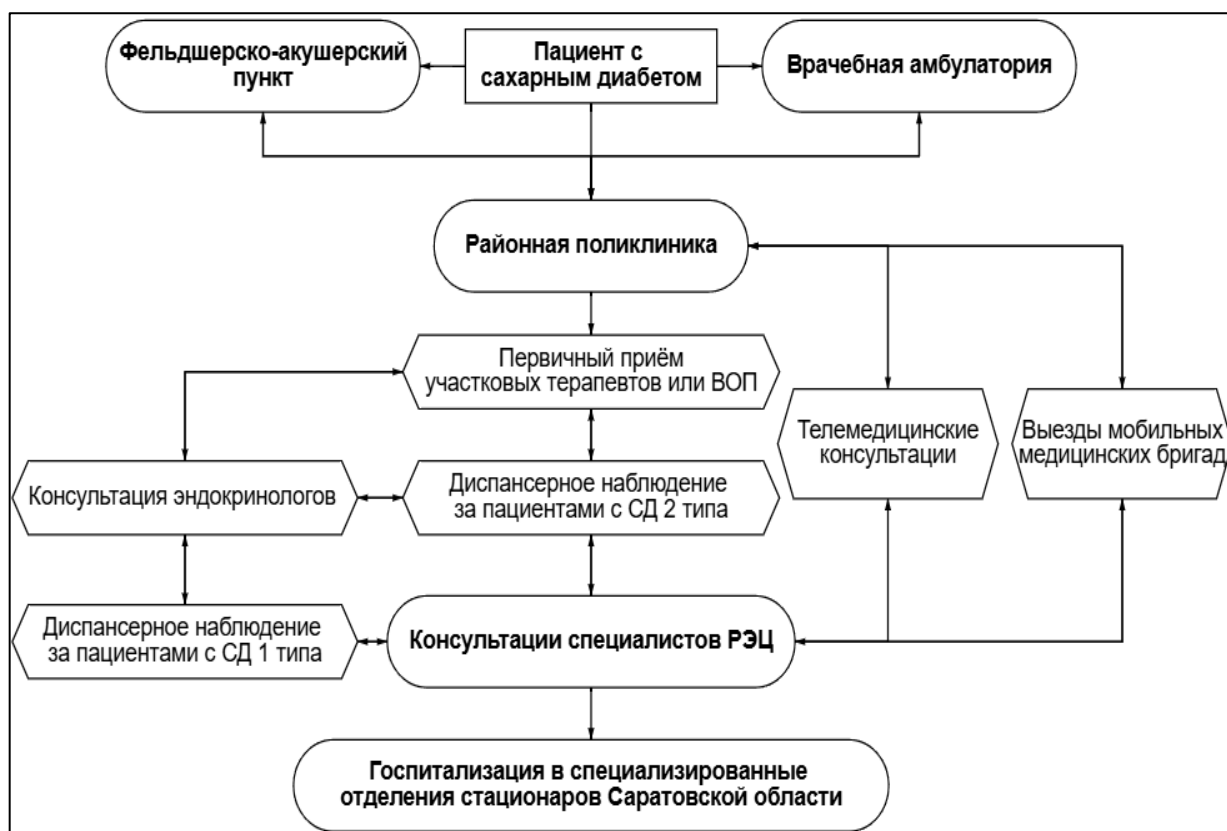 Фельдшерско-акушерский
пункт
Пациент с
сахарным диабетом
Врачебная амбулатория
Районная поликлиника
Первичный приём
участковых терапевтов или ВОП
Телемедицинские
консультации
Выезды мобильных
медицинских бригад
Консультация эндокринологов
Диспансерное наблюдение
за пациентами с СД 2 типа
Диспансерное наблюдение
за пациентами с СД 1 типа
Консультации специалистов РЭЦ
Госпитализация в специализированные
отделения стационаров Саратовской области